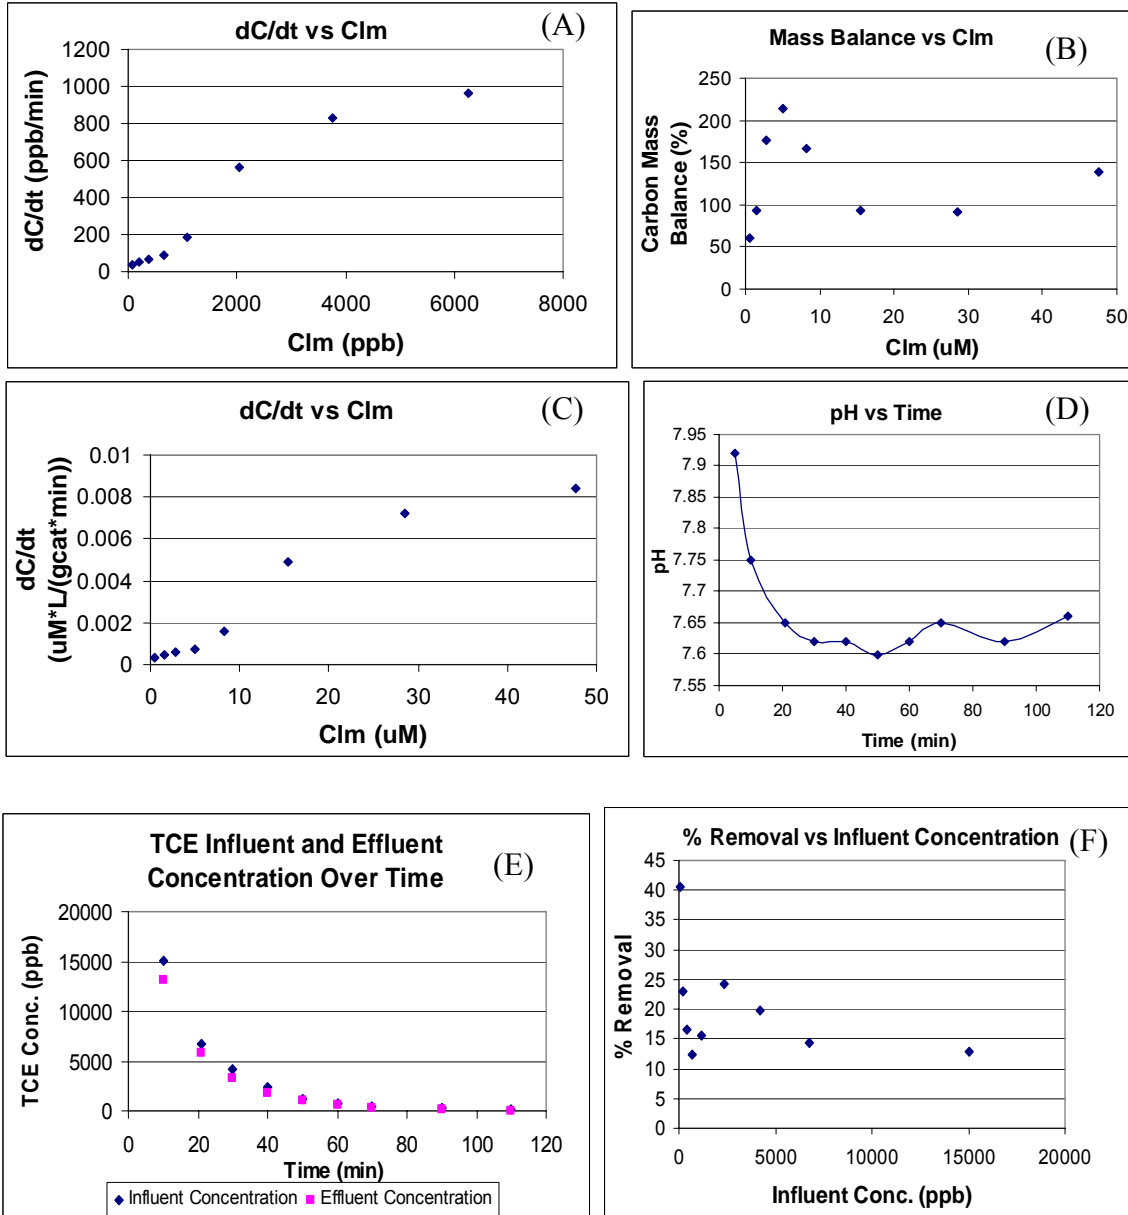 dC/dt vs Clm
(A)
dC/dt (ppb/min)
1200
1000
800
600
400
200
0
0 2000 4000 6000 8000
Clm (ppb)
Mass Balance vs Clm
(B)
Carbon Mass
Balance (%)
250
200
150
100
50
0
0 10 20 30 30 50
Clm (uM)
dC/dt vs Clm
(C)
dC/dt
(uM*L/(gcat*min))
0.01
0.008
0.006
0.004
0.002
0
0 10 20 30 40 50
Clm (uM)
pH vs Time
(D)
pH
7.95
7.9
7.85
7.8
7.75
7.7
7.65
7.6
7.55
0 20 40 60 80 100 120
Time (min)
TCE Influent and Effluent
Concentration Over Time
(E)
TCE Conc. (ppb)
20000
15000
10000
5000
0
0 20 40 60 80 100 120
Time (min)
Influent Concentration Effluent Concentration
% Removal vs Influent Concentration
(F)
% Removal
45
40
35
30
25
20
15
10
5
0
0 5000 10000 15000 20000
Influent Conc. (ppb)